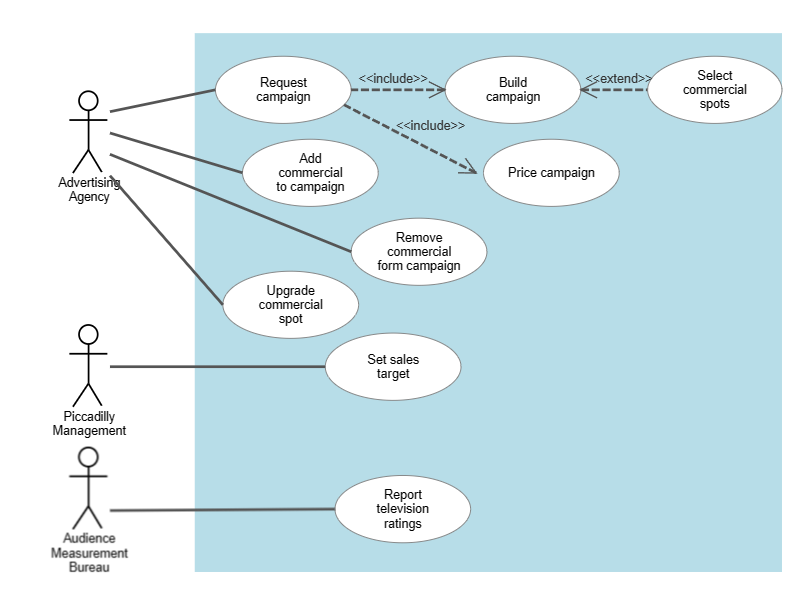 Request
campaign
<<include>>
Build
campaign
<<extend>>
Select
commercial
spots
<<include>>
Advertising
Agency
Add
commercial
to campaign
Price campaign
Remove
commercial
form campaign
Upgrade
commercial
spot
Piccadilly
Management
Set sales
target
Audience
Measurement
Bureau
Report
television
ratings